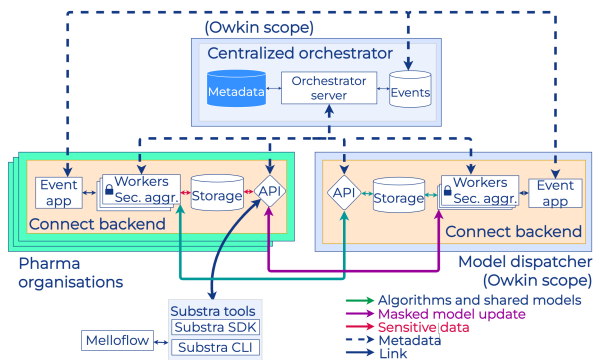 (Owkin scope)
Centralized orchestrator
Metadata
Orchestrator
server
Events
Event
app
Workers
Sec. aggr.
Storage
API
Connect backend
API
Storage
Workers
Sec. aggr.
Event
app
Connect backend
Pharma
organisations
Model dispatcher
(Owkin scope)
Substra tools
Substra SDK
Substra CLI
Melloflow
Algorithms and shared models
Masked model update
Sensitive data
Metadata
Link